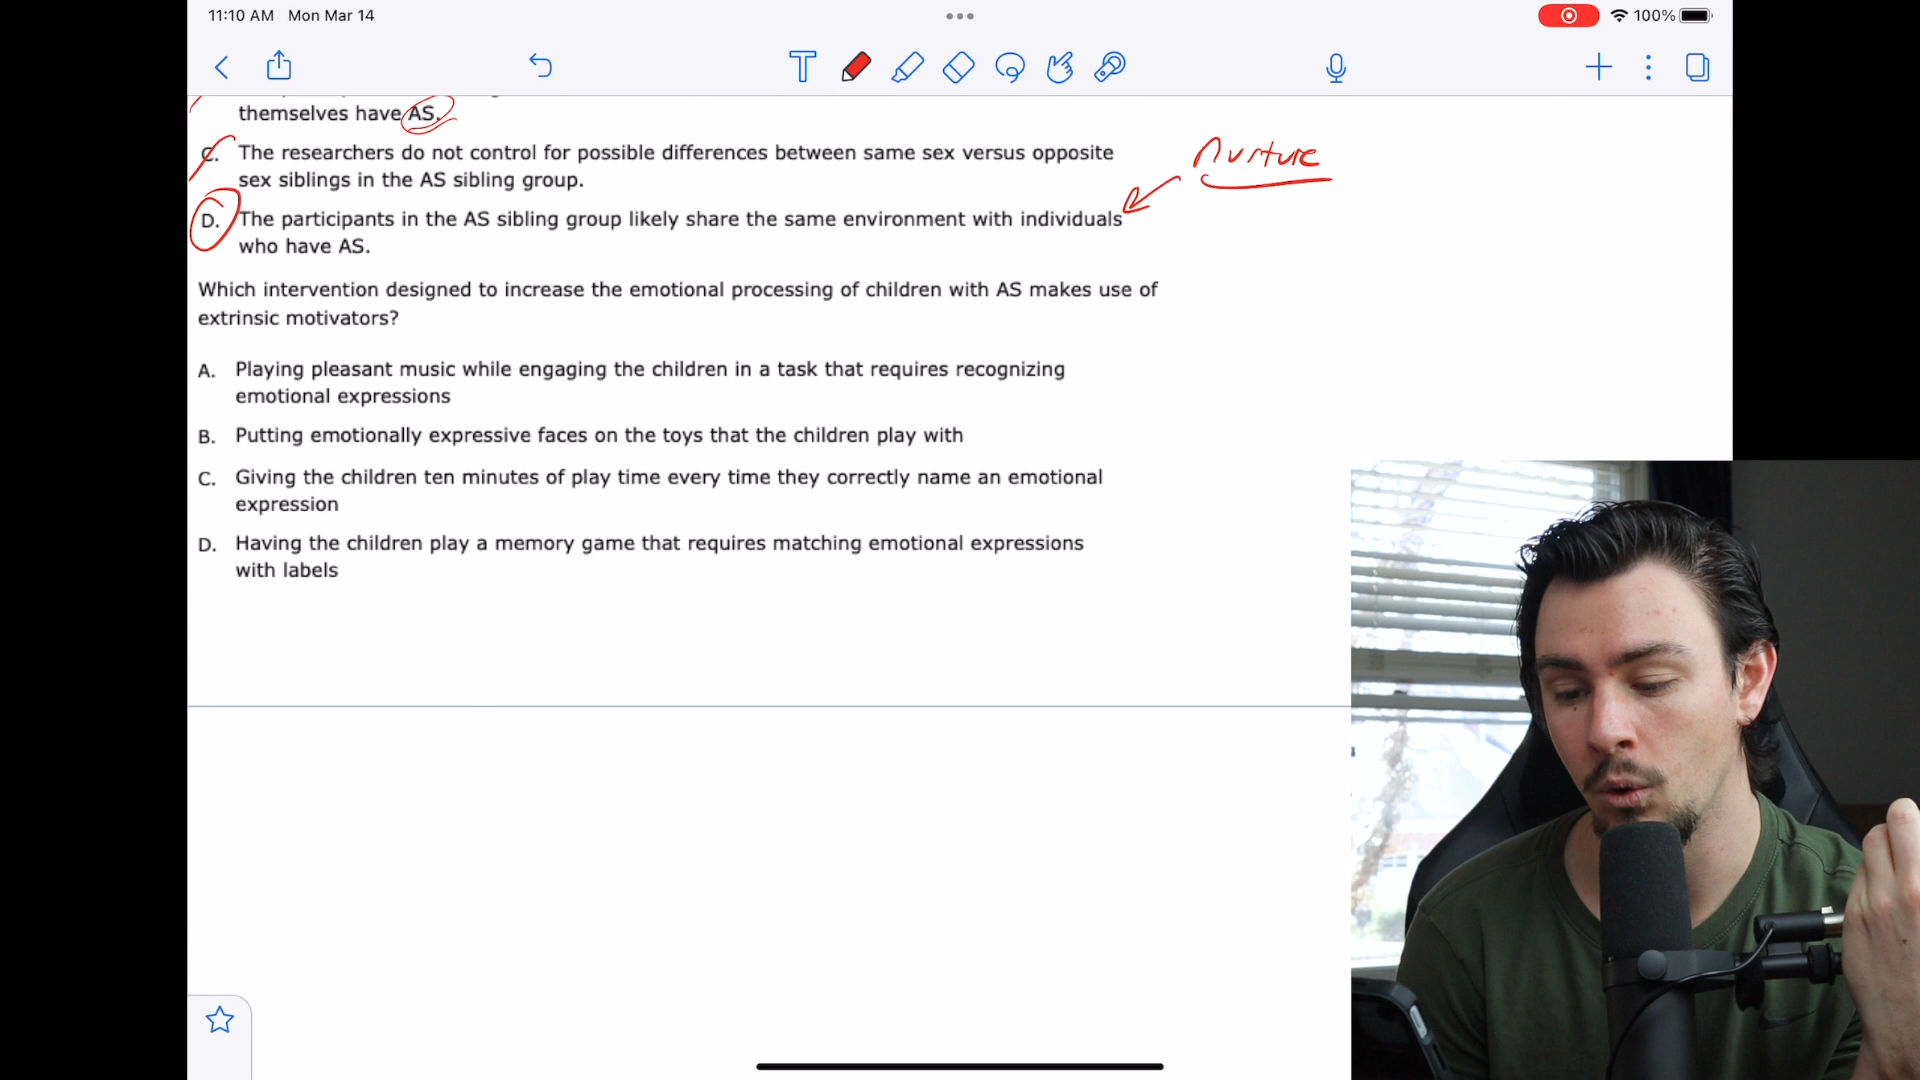 11:10 AM Mon Mar 14
100%
themselves have AS.
nurture
C. The researchers do not control for possible differences between same sex versus opposite
sex siblings in the AS sibling group.
D. The participants in the AS sibling group likely share the same environment with individuals
who have AS.
Which intervention designed to increase the emotional processing of children with AS makes use of
extrinsic motivators?
A. Playing pleasant music while engaging the children in a task that requires recognizing
emotional expressions
B. Putting emotionally expressive faces on the toys that the children play with
C. Giving the children ten minutes of play time every time they correctly name an emotional
expression
D. Having the children play a memory game that requires matching emotional expressions
with labels